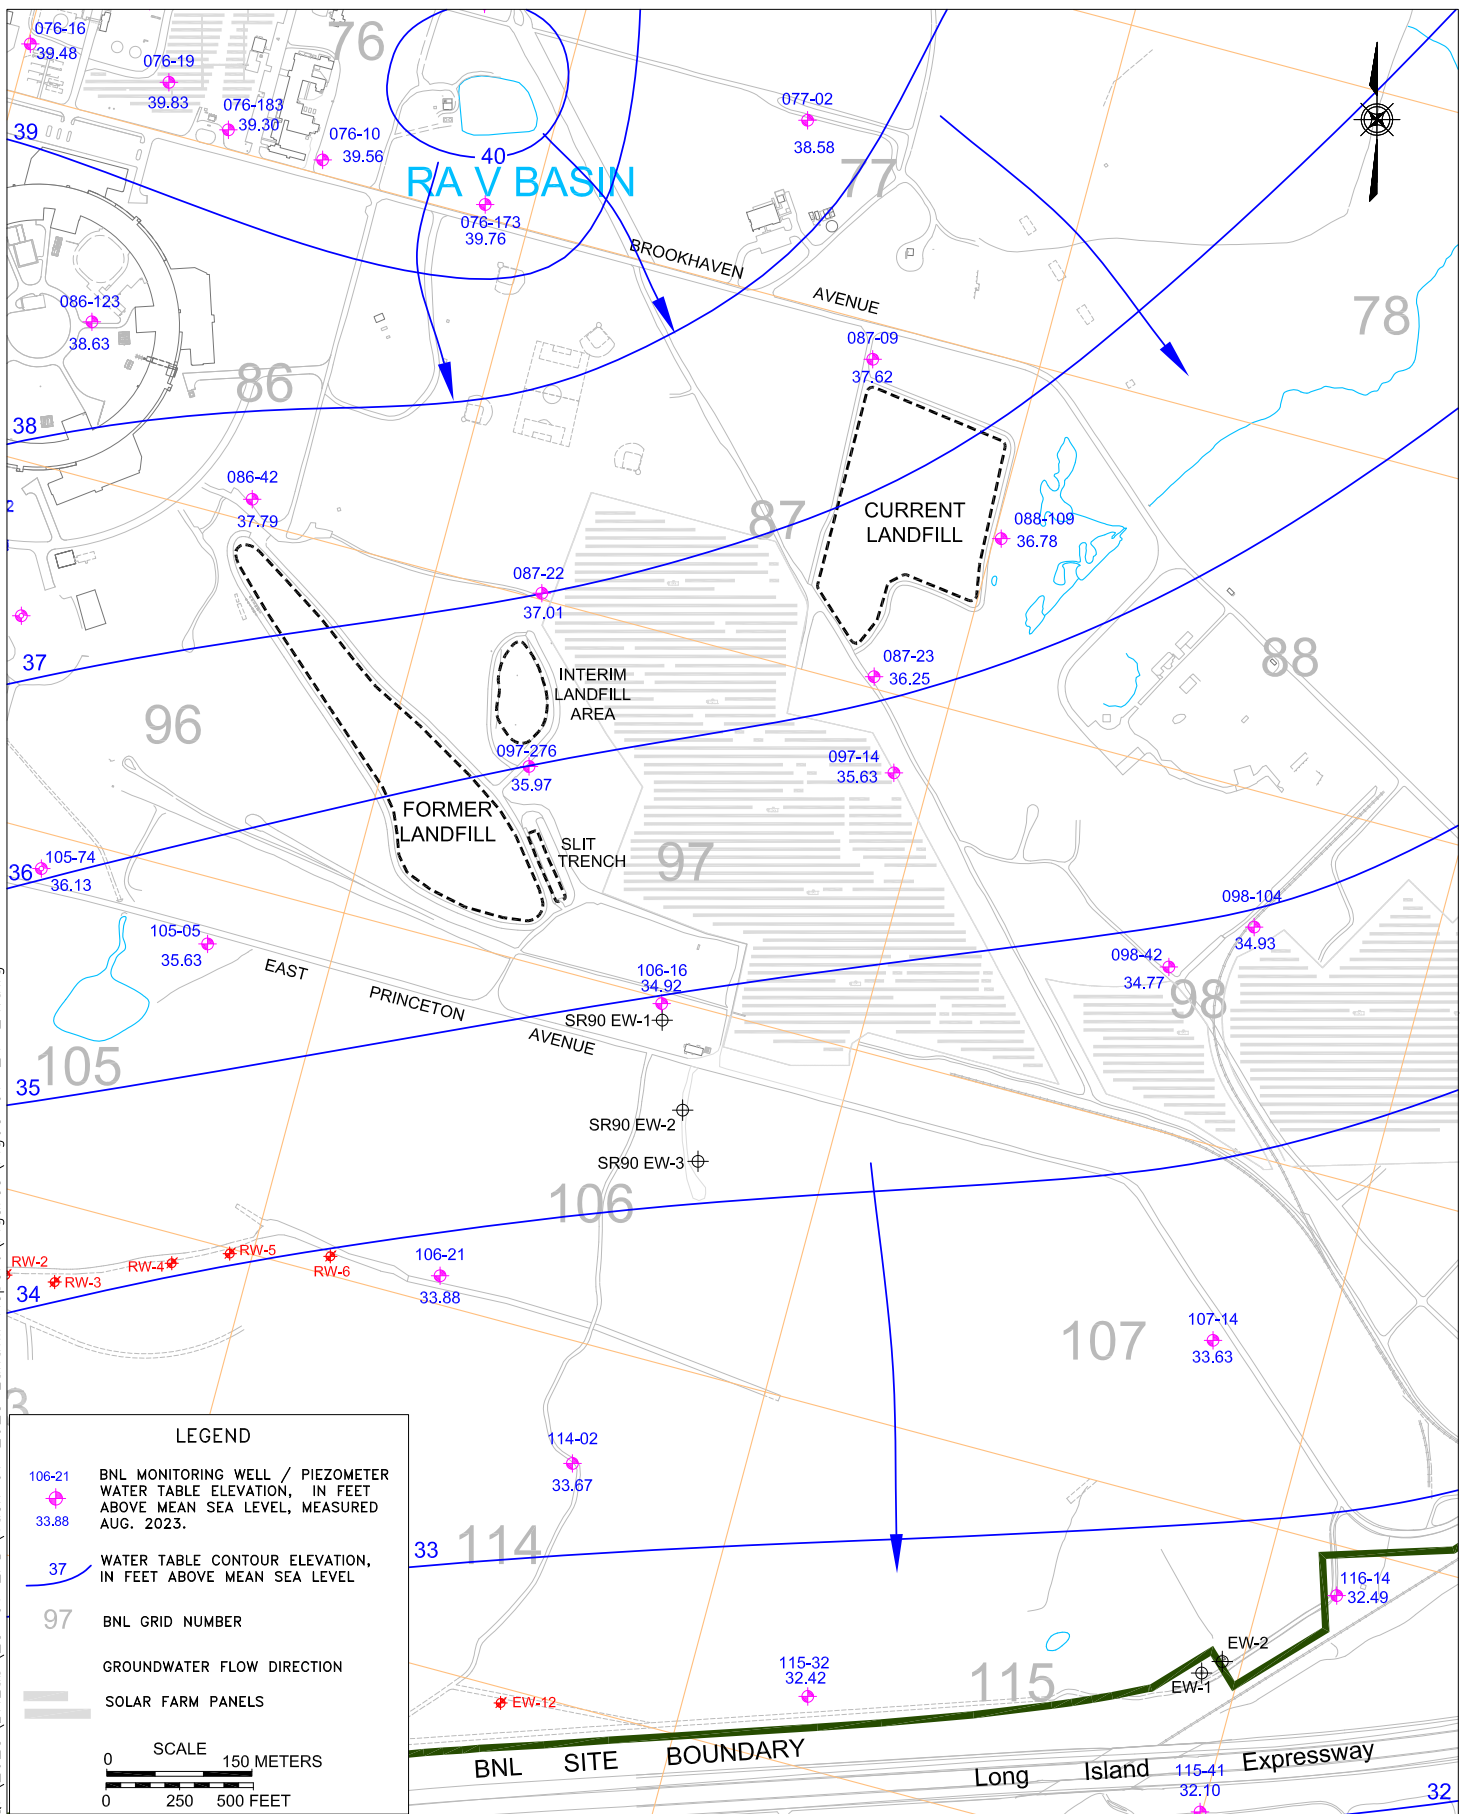 076-16
39.48
76
076-19
39.83
076-183
39.30
39
076-10
39.56
40
RA V BASIN
076-173
39.76
077-02
38.58
77
BROOKHAVEN
AVENUE
78
086-123
38.63
86
087-09
37.62
38
086-42
37.79
87
CURRENT
LANDFILL
088-109
36.78
2
087-22
37.01
37
INTERIM
LANDFILL
AREA
087-23
36.25
88
96
097-276
35.97
097-14
35.63
FORMER
LANDFILL
SLIT
TRENCH
97
105-74
36
36.13
098-104
34.93
105-05
35.63
098-42
34.77
EAST
PRINCETON
AVENUE
106-16
34.92
SR90 EW-1
98
105
35
SR90 EW-2
SR90 EW-3
106
RW-2
RW-3
RW-4
RW-5
RW-6
34
106-21
33.88
107-14
107
33.63
3
114-02
33.67
114
33
116-14
32.49
115-32
32.42
115
EW-2
EW-1
EW-12
BNL SITE BOUNDARY
Long Island Expressway
115-41
32.10
32
LEGEND
106-21
33.88
BNL MONITORING WELL / PIEZOMETER
WATER TABLE ELEVATION, IN FEET
ABOVE MEAN SEA LEVEL, MEASURED
AUG. 2023.
37
WATER TABLE CONTOUR ELEVATION,
IN FEET ABOVE MEAN SEA LEVEL
97
BNL GRID NUMBER
GROUNDWATER FLOW DIRECTION
SOLAR FARM PANELS
SCALE
0 150 METERS
0 250 500 FEET